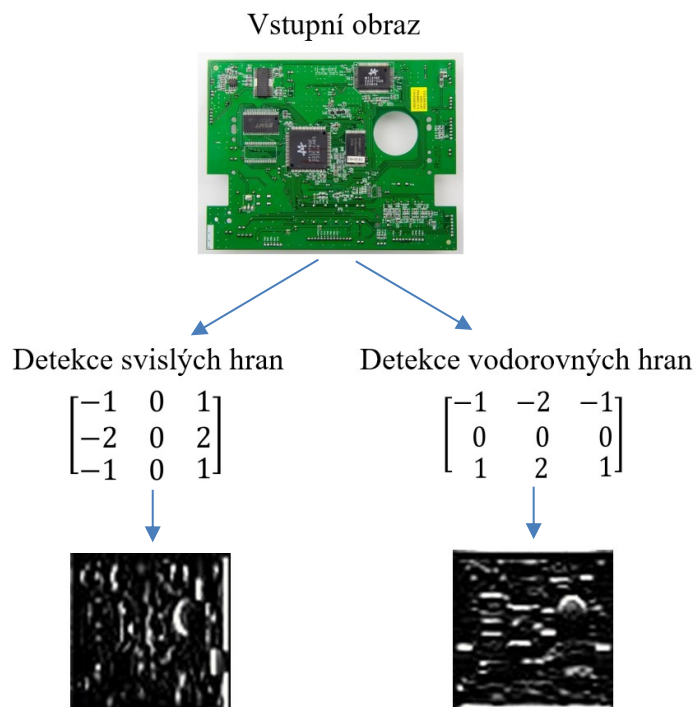 Vstupní obraz
Detekce svislých hran
−1 0 1
−2 0 2
−1 0 1
Detekce vodorovných hran
−1 −2 −1
0 0 0
1 2 1